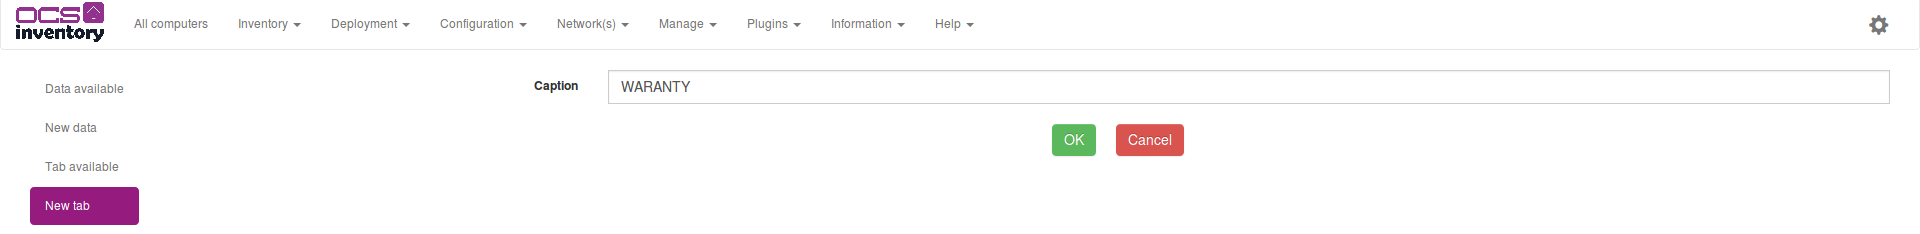 OCS inventory
All computers Inventory Deployment Configuration Network(s) Manage Plugins Information Help
Data available
New data
Tab available
New tab
Caption WARANTY
OK Cancel